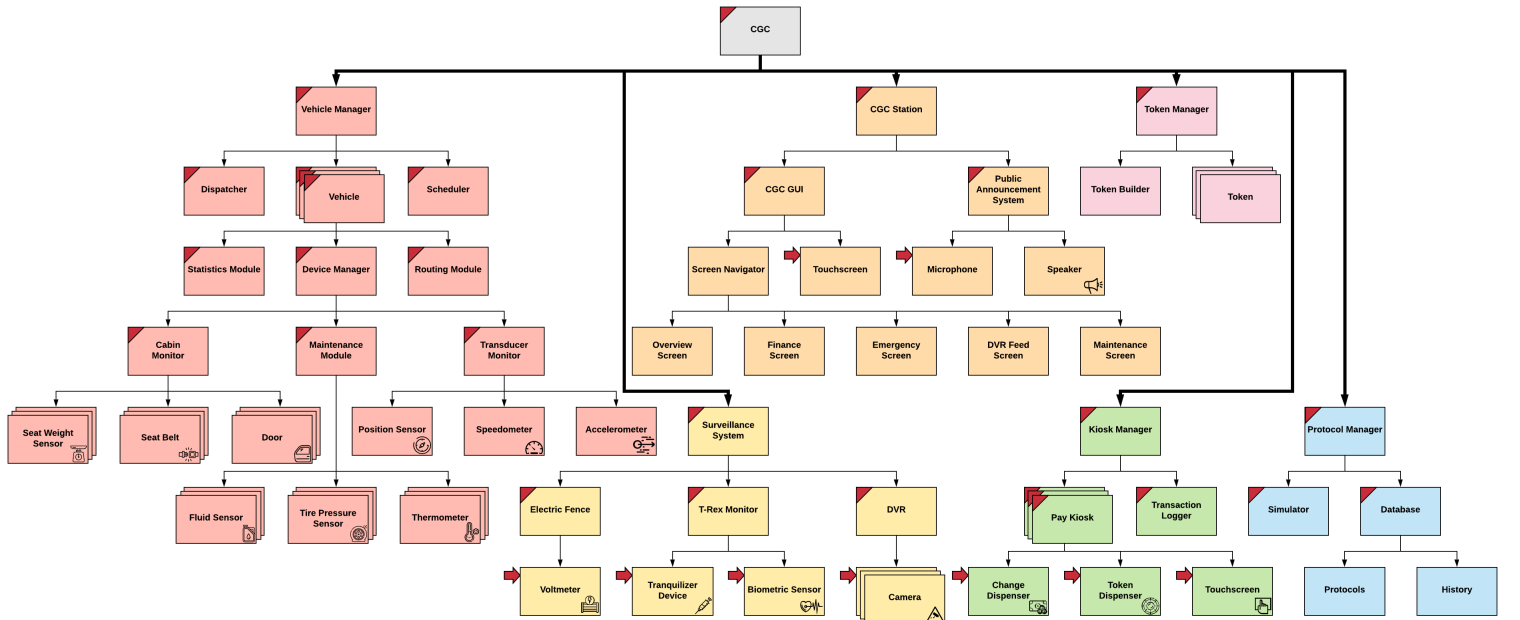 CGC
Vehicle Manager
CGC Station
Token Manager
Dispatcher
Vehicle
Scheduler
CGC GUI
Public
Announcement
System
Token Builder
Token
Statistics Module
Device Manager
Routing Module
Screen Navigator
Touchscreen
Microphone
Speaker
Cabin
Monitor
Maintenance
Module
Transducer
Monitor
Overview
Screen
Finance
Screen
Emergency
Screen
DVR Feed
Screen
Maintenance
Screen
Seat Weight
Sensor
Seat Belt
Door
Position Sensor
Speedometer
Accelerometer
Surveillance
System
Kiosk Manager
Protocol Manager
Fluid Sensor
Tire Pressure
Sensor
Thermometer
Electric Fence
T-Rex Monitor
DVR
Pay Kiosk
Transaction
Logger
Simulator
Database
Voltmeter
Tranquilizer
Device
Biometric Sensor
Camera
Change
Dispenser
Token
Dispenser
Touchscreen
Protocols
History